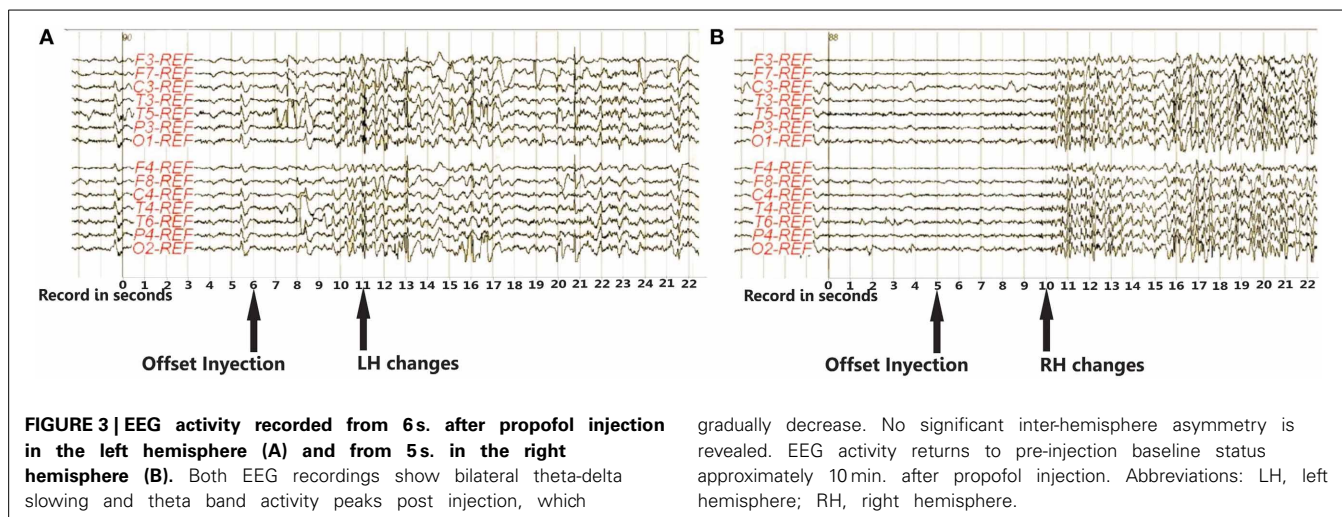 A
90
F3-REF
F7-REF
C3-REF
T3-REF
T5-REF
P3-REF
O1-REF
F4-REF
F8-REF
C4-REF
T4-REF
T6-REF
P4-REF
O2-REF
0 1 2 3 4 5 6 7 8 9 10 11 12 13 14 15 16 17 18 19 20 21 22 23 24 21 22
Record in seconds
Offset Inyection
LH changes
B
88
F3-REF
F7-REF
C3-REF
T3-REF
T5-REF
P3-REF
O1-REF
F4-REF
F8-REF
C4-REF
T4-REF
T6-REF
P4-REF
O2-REF
0 1 2 3 4 5 6 7 8 9 10 11 12 13 14 15 16 17 18 19 20 21 22
Record in seconds
Offset Inyection
RH changes
FIGURE 3 | EEG activity recorded from 6 s. after propofol injection
in the left hemisphere (A) and from 5 s. in the right
hemisphere (B). Both EEG recordings show bilateral theta-delta
slowing and theta band activity peaks post injection, which
gradually decrease. No significant inter-hemisphere asymmetry is
revealed. EEG activity returns to pre-injection baseline status
approximately 10 min. after propofol injection. Abbreviations: LH, left
hemisphere; RH, right hemisphere.